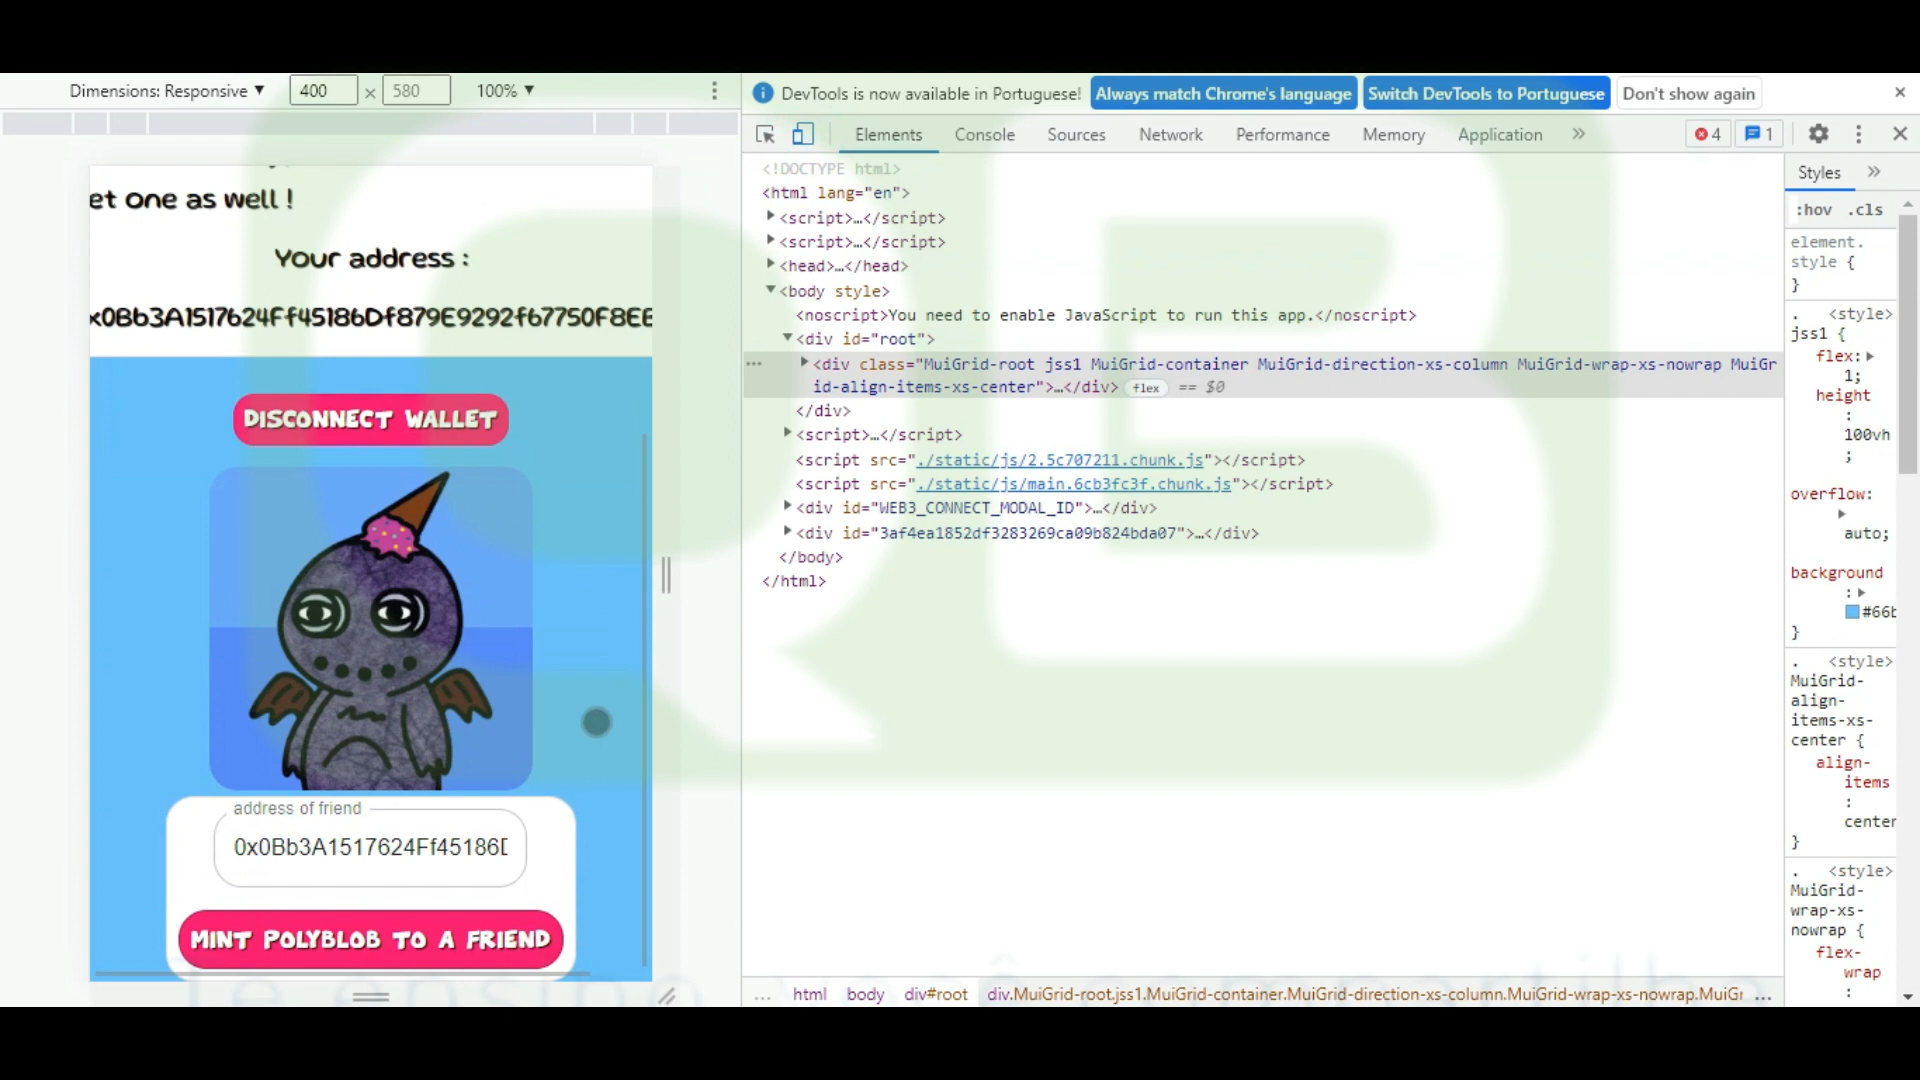 Dimensions: Responsive ▼ 400 × 580 100% ▼
et one as well !
Your address :
x0Bb3A1517624Ff45186Df879E9292f67750F8EE
DISCONNECT WALLET
address of friend
0x0Bb3A1517624Ff45186D
MINT POLYBLOB TO A FRIEND
DevTools is now available in Portuguese! Always match Chrome's language Switch DevTools to Portuguese Don't show again ×
Elements Console Sources Network Performance Memory Application » 4 1
<!DOCTYPE html>
<html lang="en">
<script>…</script>
<script>…</script>
<head>…</head>
<body style>
<noscript>You need to enable JavaScript to run this app.</noscript>
<div id="root">
<div class="MuiGrid-root jss1 MuiGrid-container MuiGrid-direction-xs-column MuiGrid-wrap-xs-nowrap MuiGr
id-align-items-xs-center">…</div> flex == $0
</div>
<script>…</script>
<script src="./static/js/2.5c707211.chunk.js"></script>
<script src="./static/js/main.6cb3fc3f.chunk.js"></script>
<div id="WEB3_CONNECT_MODAL_ID">…</div>
<div id="3af4ea1852df3283269ca09b824bda07">…</div>
</body>
</html>
… html body div#root div.MuiGrid-root.jss1.MuiGrid-container.MuiGrid-direction-xs-column.MuiGrid-wrap-xs-nowrap.MuiGr …
Styles »
:hov .cls
element.
style {
}
. <style>
jss1 {
flex:
1;
height
:
100vh
;
overflow:
auto;
background
:
#66b
}
. <style>
MuiGrid-
align-
items-xs-
center {
align-
items
:
center
}
. <style>
MuiGrid-
wrap-xs-
nowrap {
flex-
wrap
: